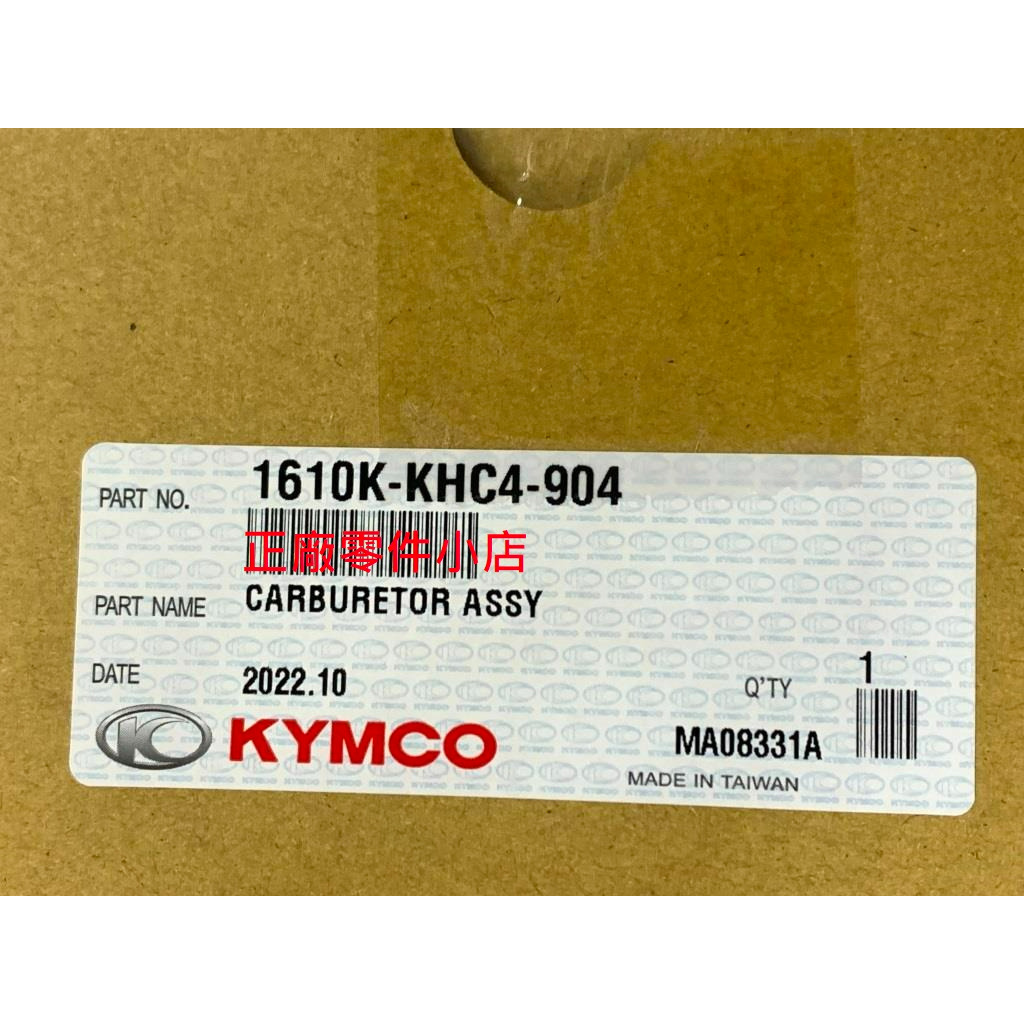 PART NO. 1610K-KHC4-904
正廠零件小店
PART NAME CARBURETOR ASSY
DATE 2022.10 Q'TY 1
KYMCO MA08331A
MADE IN TAIWAN